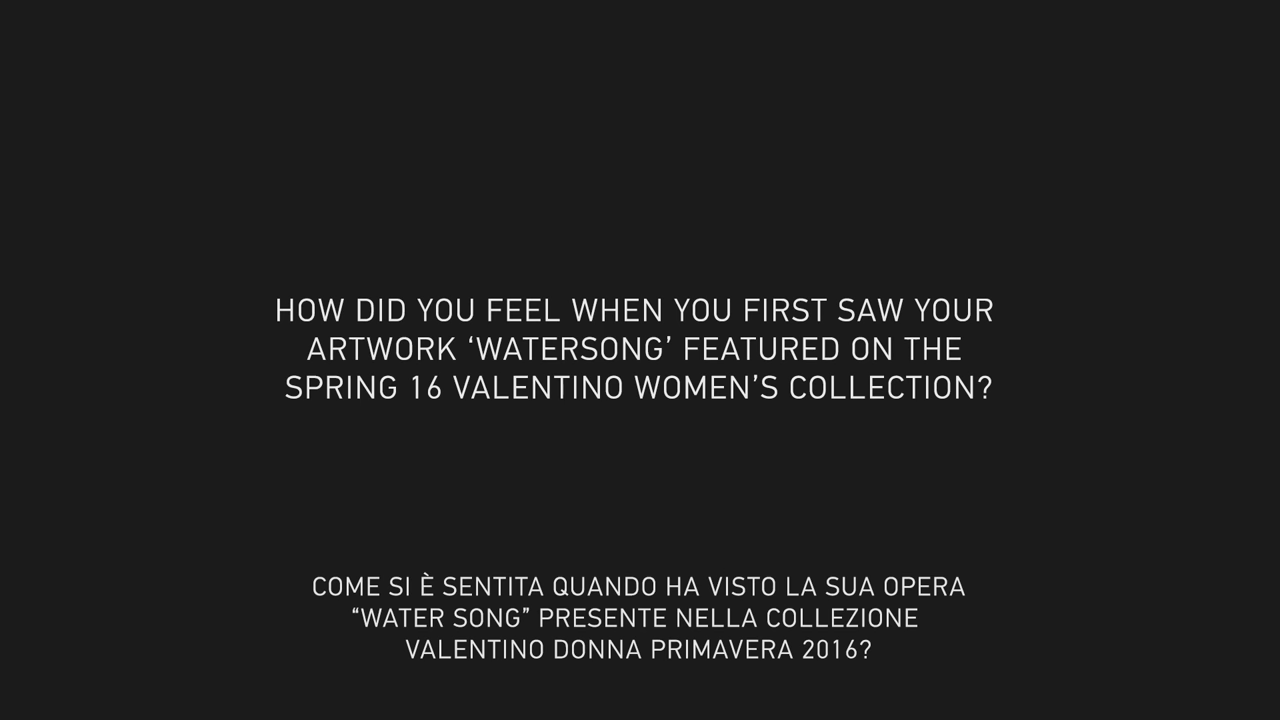 HOW DID YOU FEEL WHEN YOU FIRST SAW YOUR
ARTWORK ‘WATERSONG’ FEATURED ON THE
SPRING 16 VALENTINO WOMEN’S COLLECTION?
COME SI È SENTITA QUANDO HA VISTO LA SUA OPERA
“WATER SONG” PRESENTE NELLA COLLEZIONE
VALENTINO DONNA PRIMAVERA 2016?